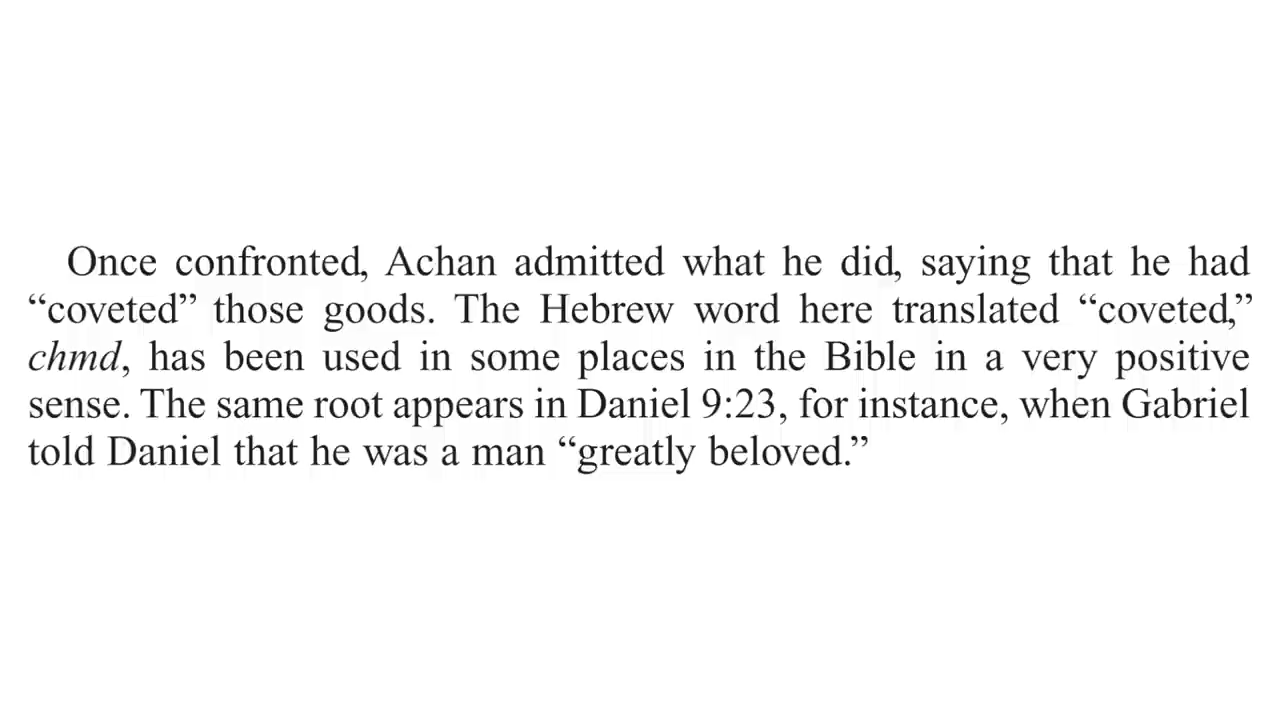 Once confronted, Achan admitted what he did, saying that he had
“coveted” those goods. The Hebrew word here translated “coveted,”
chmd, has been used in some places in the Bible in a very positive
sense. The same root appears in Daniel 9:23, for instance, when Gabriel
told Daniel that he was a man “greatly beloved.”